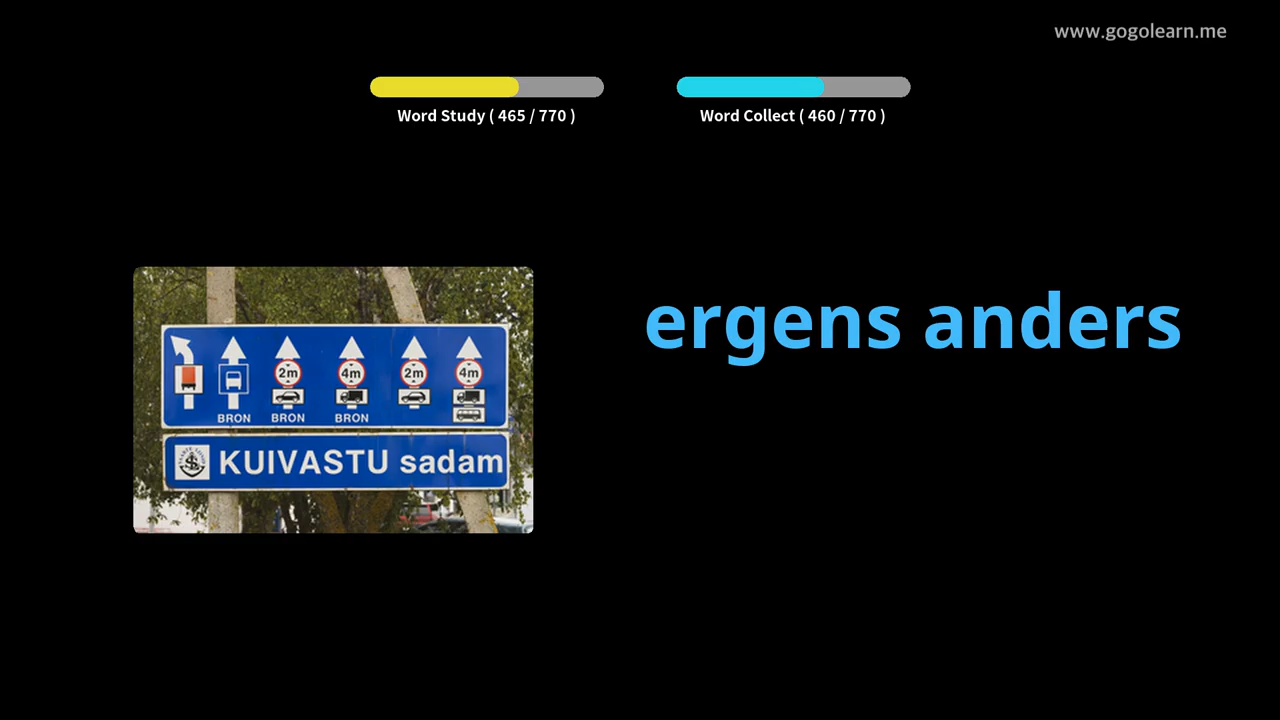 www.gogolearn.me
Word Study ( 465 / 770 )
Word Collect ( 460 / 770 )
ergens anders
2m 4m 2m 4m
BRON BRON BRON
KUIVASTU sadam